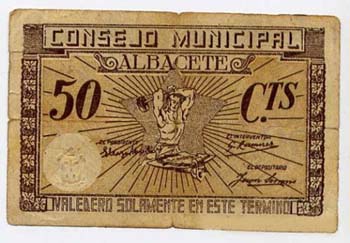 CONSEJO MUNICIPAL
ALBACETE
50 CTS
EL INTERVENTOR
EL DEPOSITARIO
VALEDERO SOLAMENTE EN ESTE TERMINO